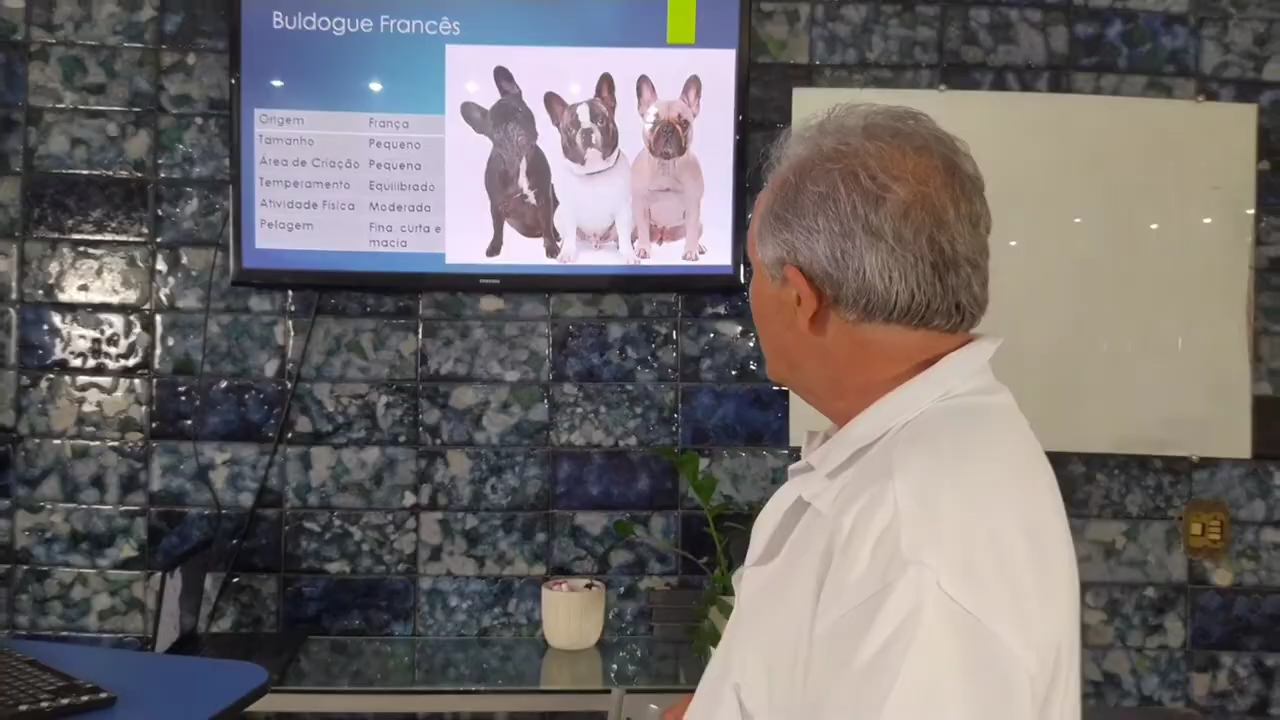 Buldogue Francês
Origem França
Tamanho Pequeno
Área de Criação Pequena
Temperamento Equilibrado
Atividade Física Moderada
Pelagem Fina, curta e
macia
SAMSUNG